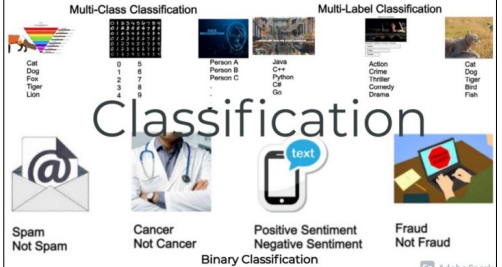 Multi-Class Classification
Multi-Label Classification
Cat
Dog
Fox
Tiger
Lion
0 5
1 6
2 7
3 8
4 9
Person A
Person B
Person C
.
.
Java
C++
Python
C#
Go
Action
Crime
Thriller
Comedy
Drama
Cat
Dog
Tiger
Bird
Fish
Classification
@
text
Spam
Not Spam
Cancer
Not Cancer
Positive Sentiment
Negative Sentiment
Fraud
Not Fraud
Binary Classification